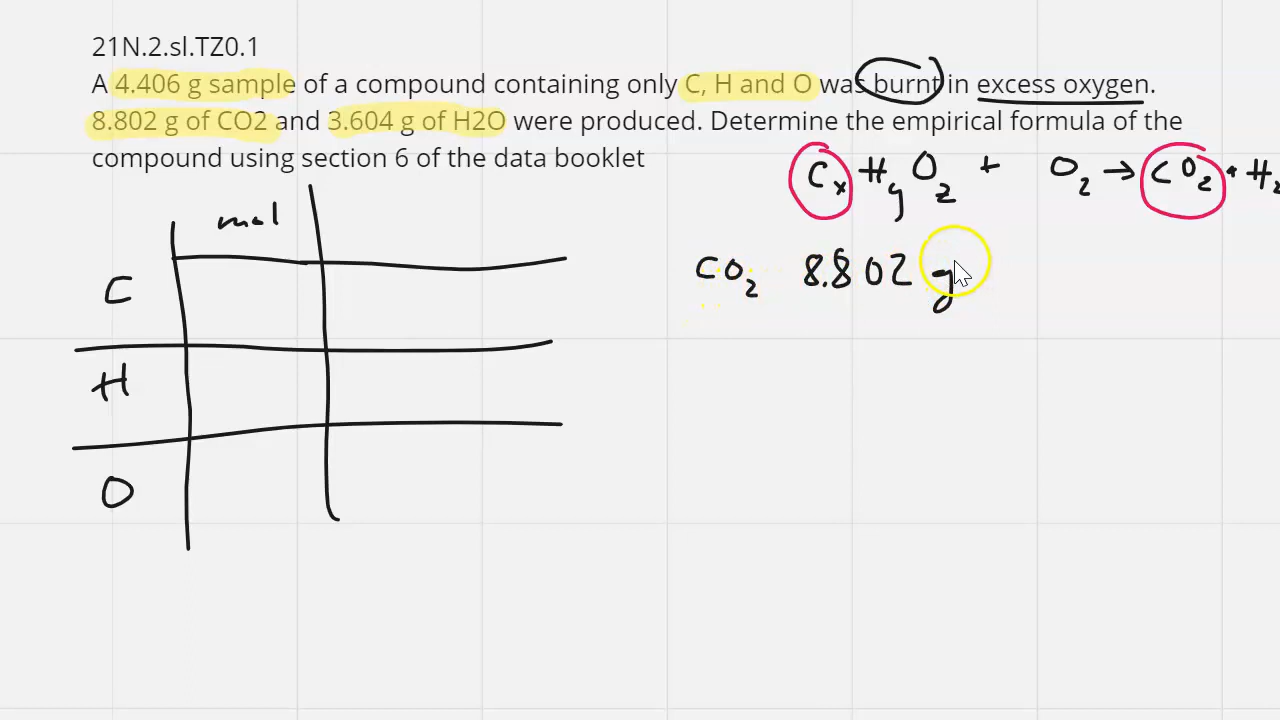 21N.2.sl.TZ0.1
A 4.406 g sample of a compound containing only C, H and O was burnt in excess oxygen.
8.802 g of CO2 and 3.604 g of H2O were produced. Determine the empirical formula of the
compound using section 6 of the data booklet
CxHyOz + O2 → CO2 + H2
mol
CO2 8.802 g
C
H
O